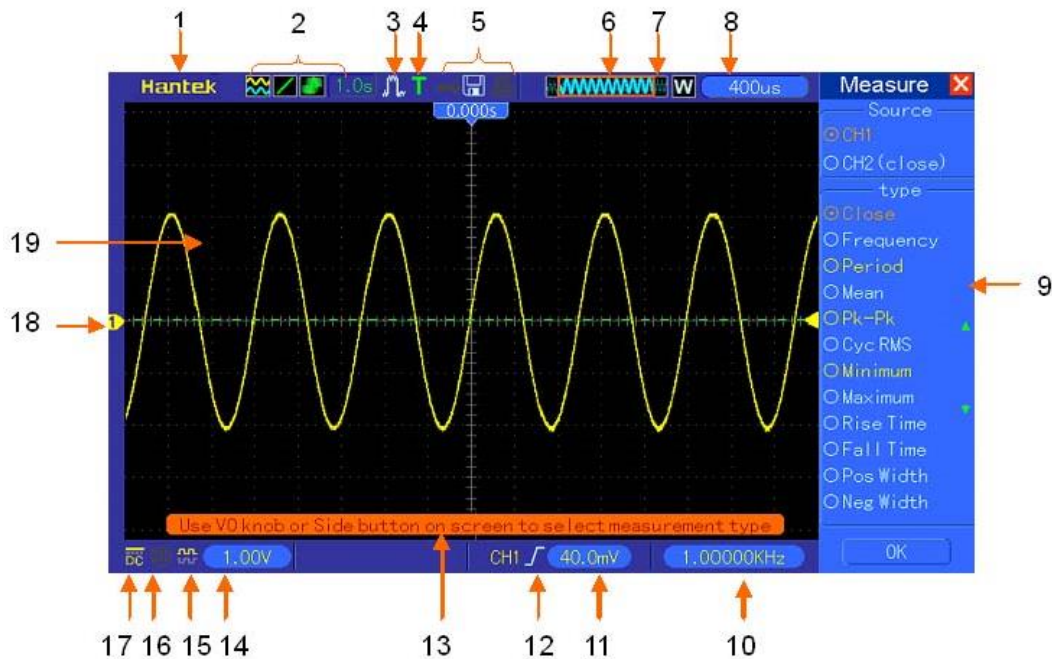 1 2 3 4 5 6 7 8
Hantek 1.0s T W 400us Measure
0.000s
Source
CH1
CH2(close)
type
Close
Frequency
Period
Mean
Pk-Pk
Cyc RMS
Minimum
Maximum
Rise Time
Fall Time
Pos Width
Neg Width
OK
19
18
1
9
Use V0 knob or Side button on screen to select measurement type
DC 1.00V CH1 40.0mV 1.00000KHz
17 16 15 14 13 12 11 10